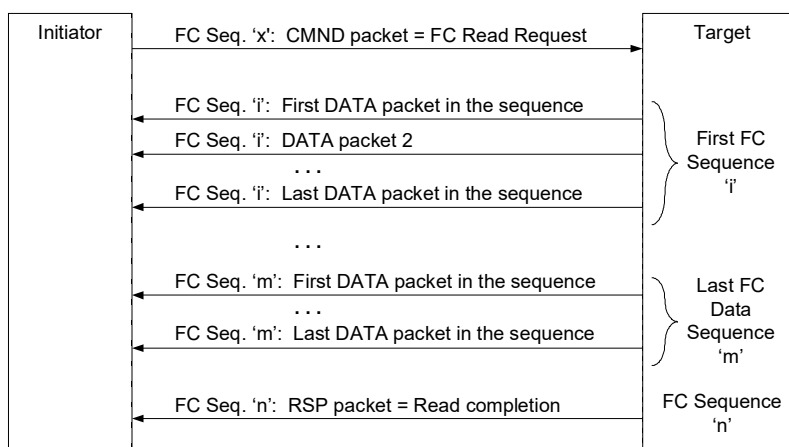 Initiator
FC Seq. ‘x': CMND packet = FC Read Request
Target
FC Seq. ‘i’: First DATA packet in the sequence
FC Seq. ‘i’: DATA packet 2
. . .
FC Seq. ‘i’: Last DATA packet in the sequence
First FC
Sequence
‘i’
. . .
FC Seq. ‘m’: First DATA packet in the sequence
. . .
FC Seq. ‘m’: Last DATA packet in the sequence
Last FC
Data
Sequence
‘m’
FC Seq. ‘n’: RSP packet = Read completion
FC Sequence
‘n’